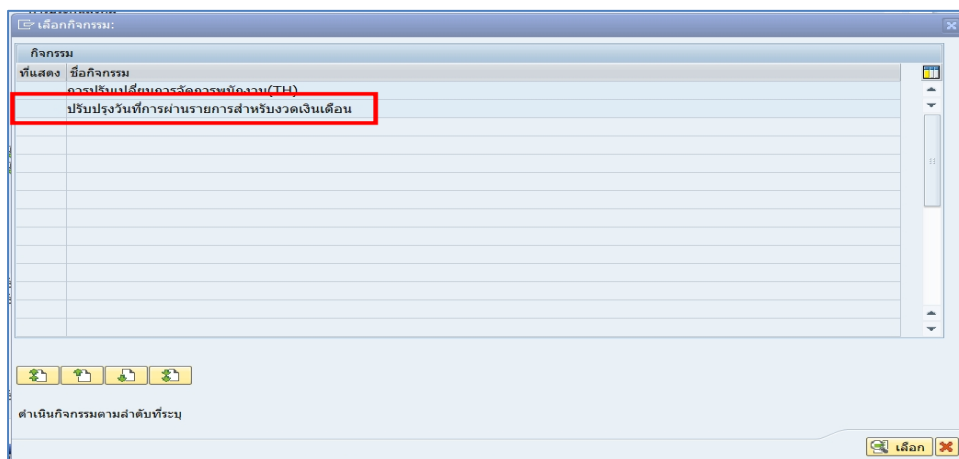 เลือกกิจกรรม:
กิจกรรม
ที่แสดง ชื่อกิจกรรม
การปรับเปลี่ยนการจัดการพนักงาน(TH)
ปรับปรุงวันที่การผ่านรายการสำหรับงวดเงินเดือน
ดำเนินกิจกรรมตามลำดับที่ระบุ
เลือก